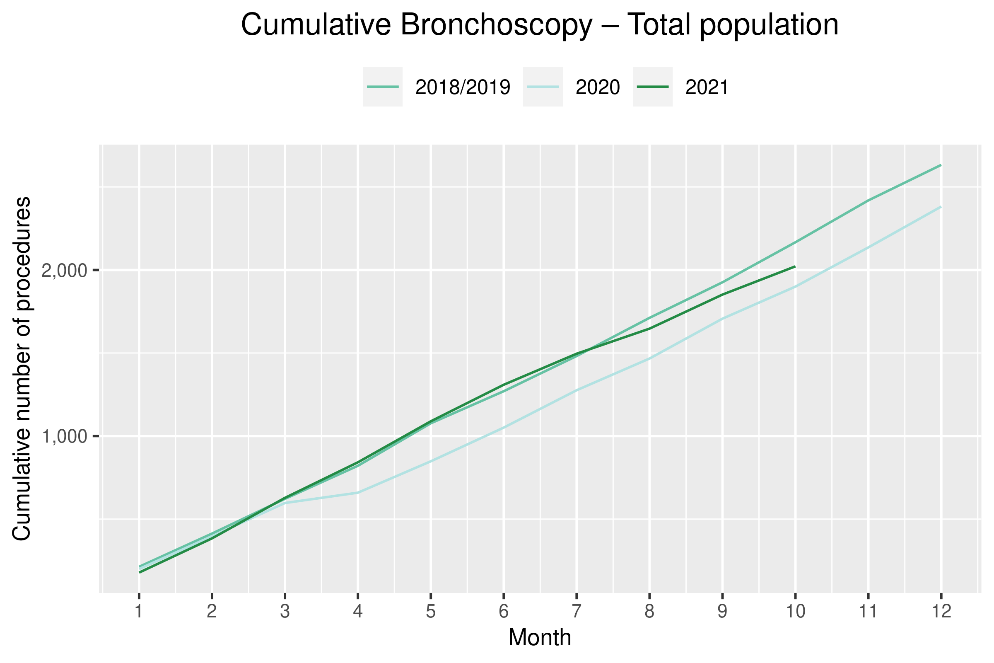 Cumulative Bronchoscopy – Total population
2018/2019 2020 2021
Cumulative number of procedures
2,000
1,000
1 2 3 4 5 6 7 8 9 10 11 12
Month